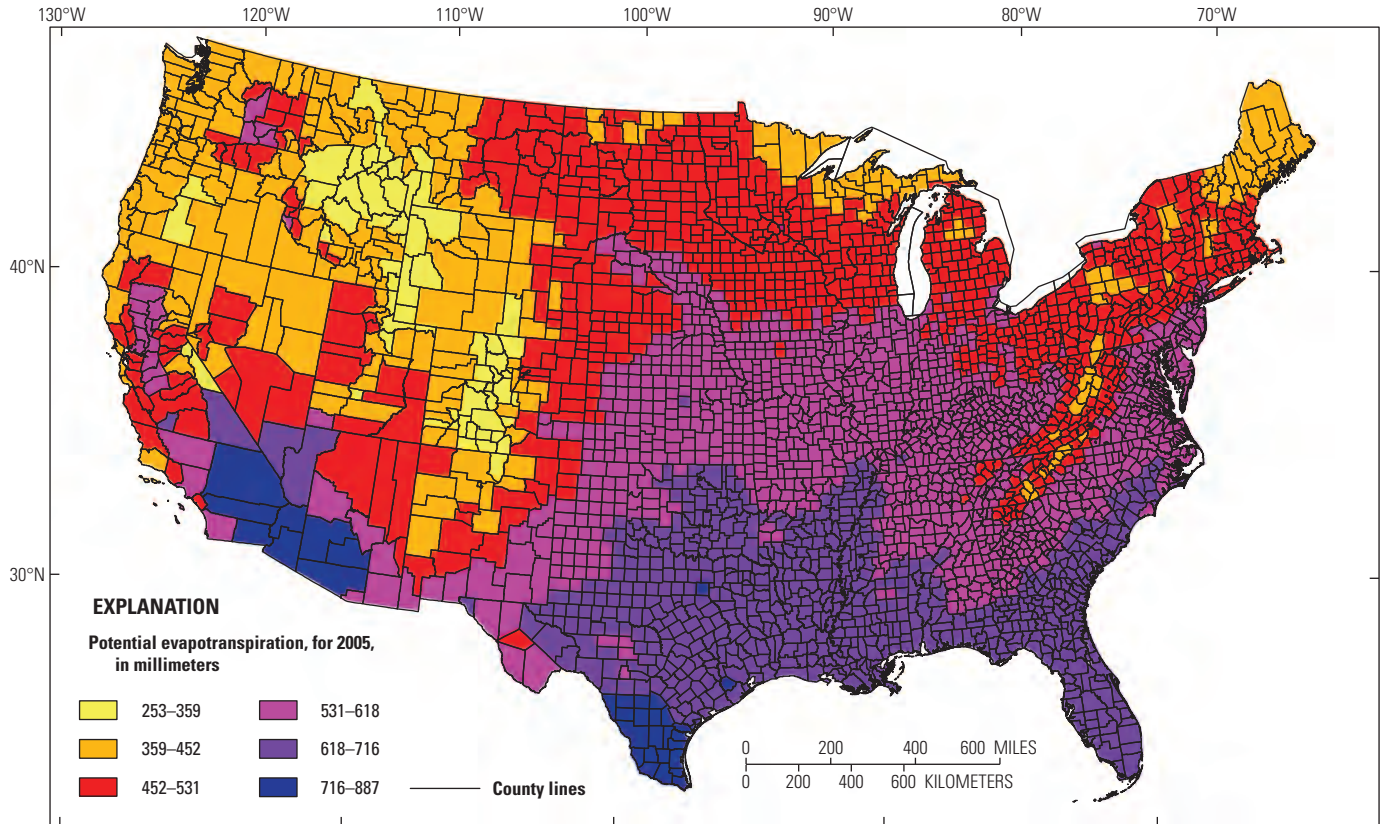 130°W 120°W 110°W 100°W 90°W 80°W 70°W
40°N
30°N
EXPLANATION
Potential evapotranspiration, for 2005,
in millimeters
253–359
359–452
452–531
531–618
618–716
716–887
County lines
0 200 400 600 MILES
0 200 400 600 KILOMETERS